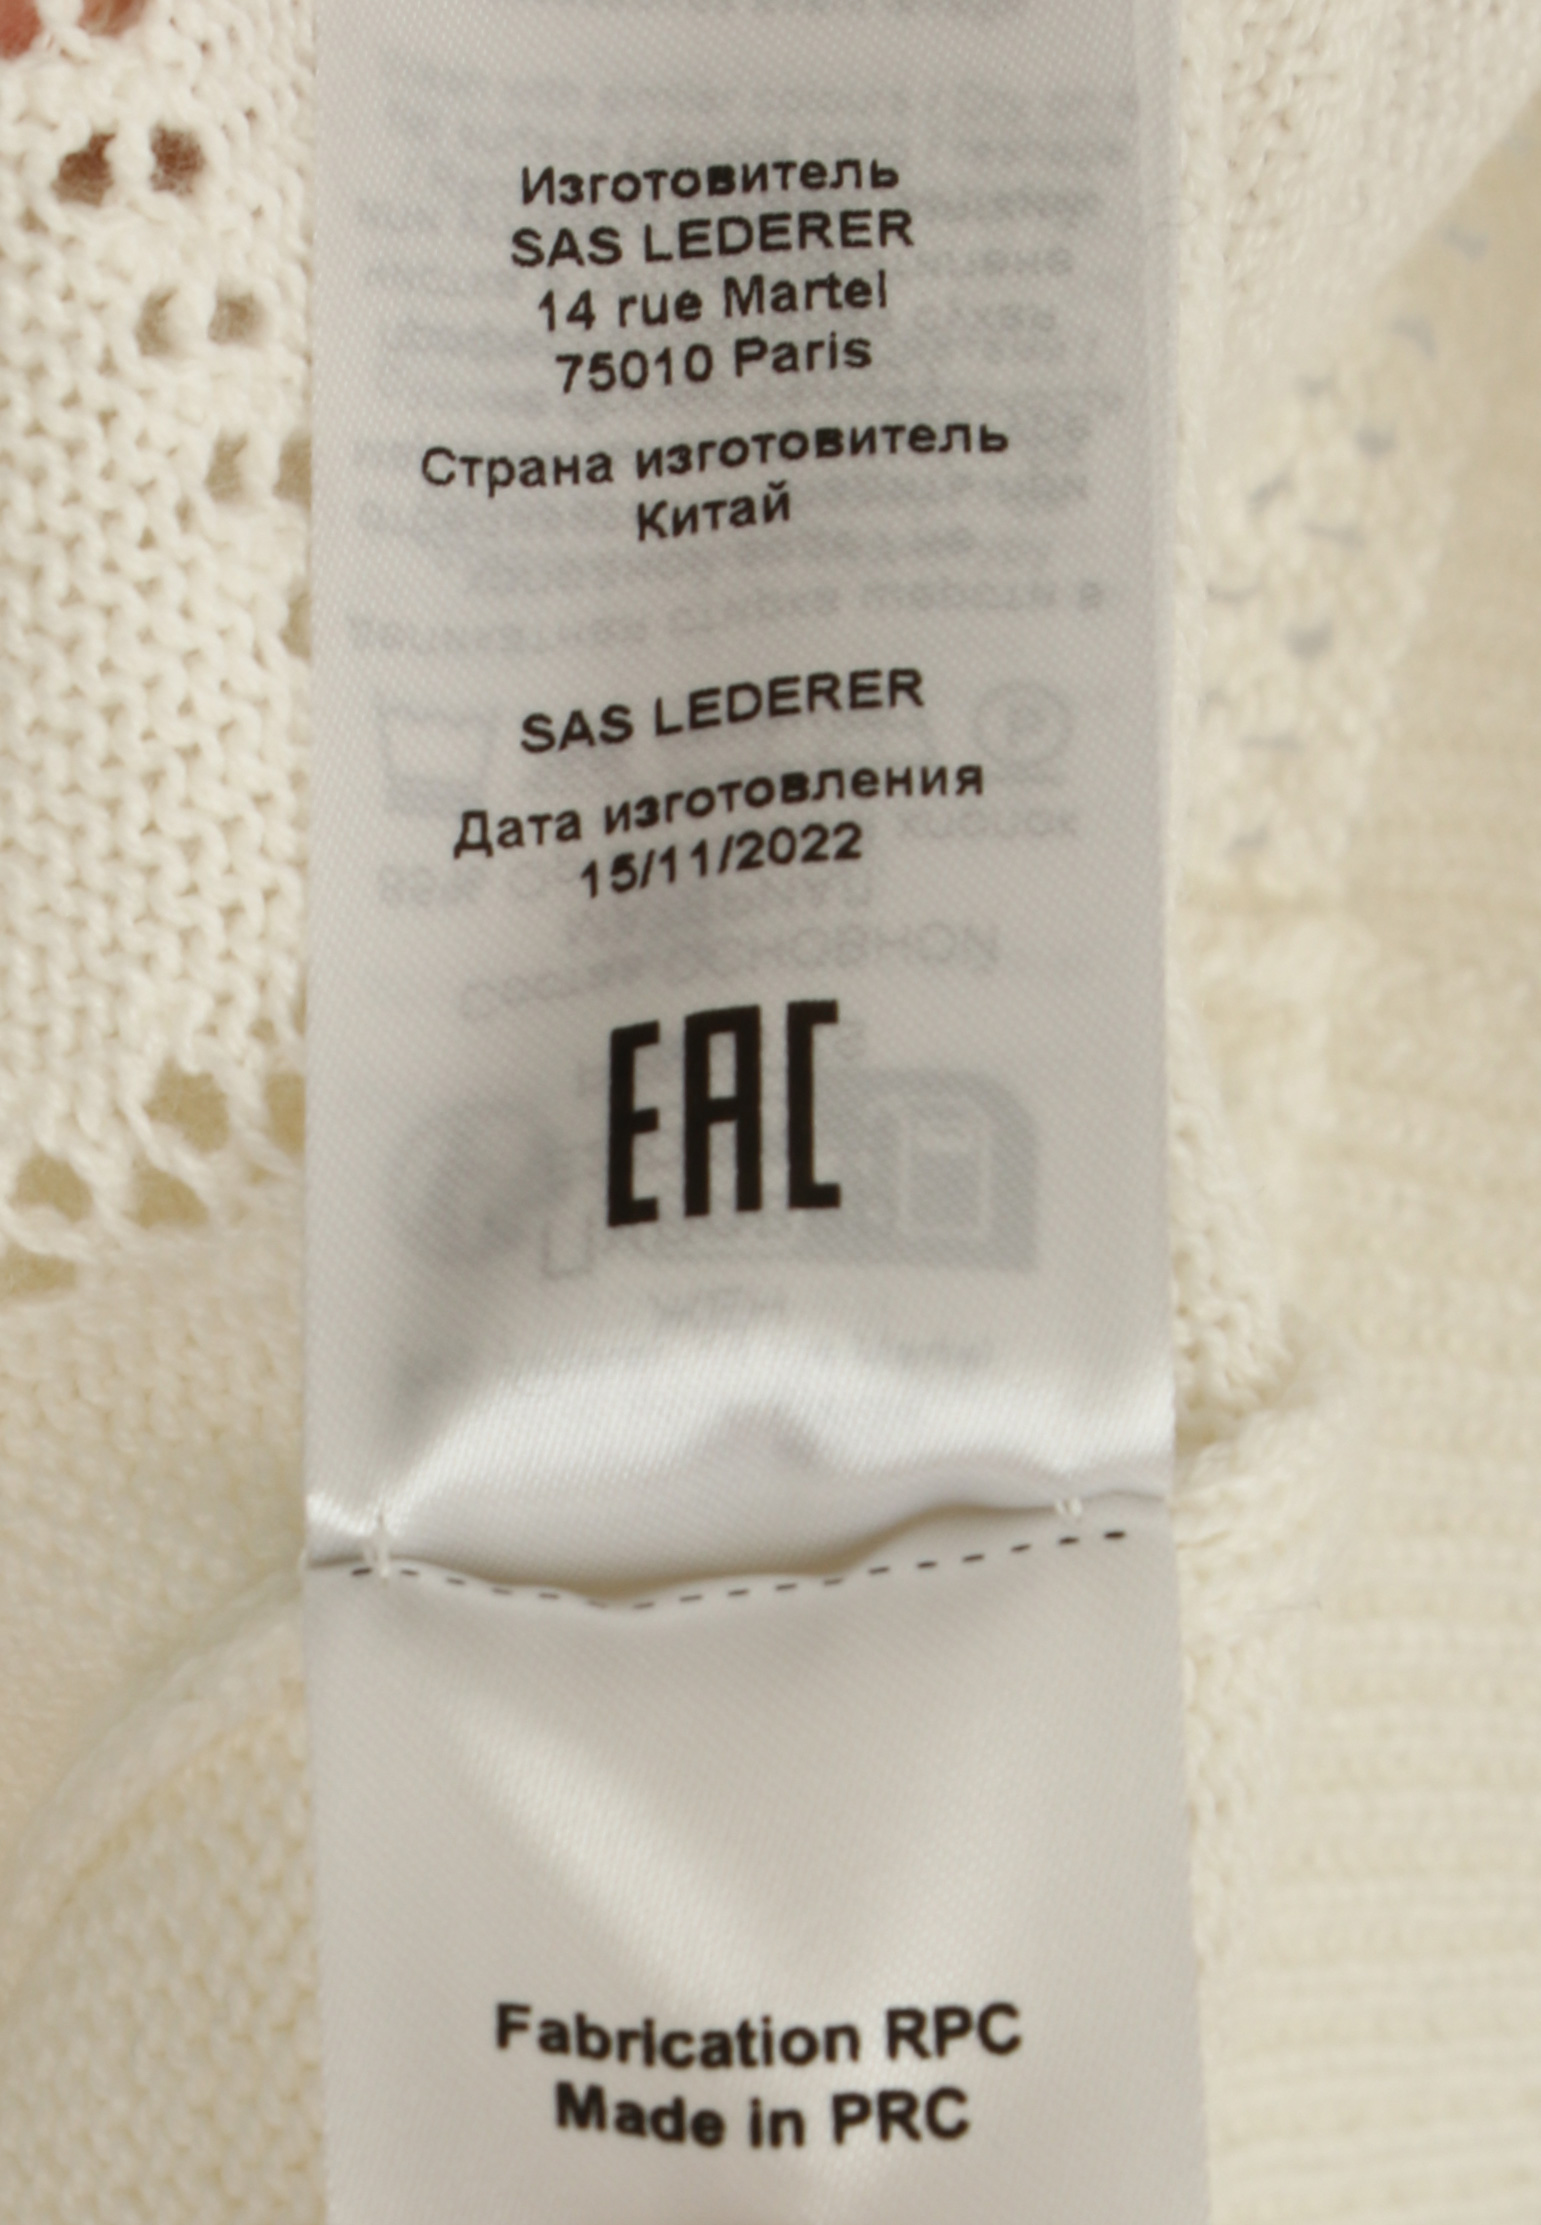 Изготовитель
SAS LEDERER
14 rue Martel
75010 Paris
Страна изготовитель
Китай
SAS LEDERER
Дата изготовления
15/11/2022
EAC
Fabrication RPC
Made in PRC